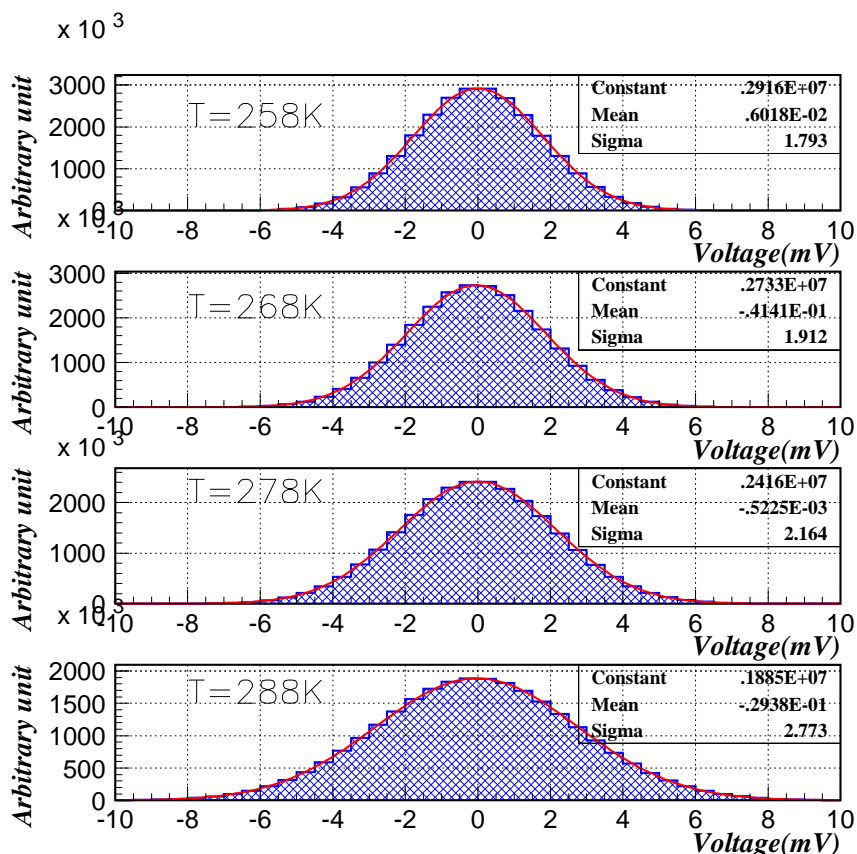 x 10 3
Arbitrary unit
3000
2000
1000
0
T=258K
Constant .2916E+07
Mean .6018E-02
Sigma 1.793
-10 -8 -6 -4 -2 0 2 4 6 8 10
Voltage(mV)
x 10 3
Arbitrary unit
3000
2000
1000
0
T=268K
Constant .2733E+07
Mean -.4141E-01
Sigma 1.912
-10 -8 -6 -4 -2 0 2 4 6 8 10
Voltage(mV)
x 10 3
Arbitrary unit
2000
1000
0
T=278K
Constant .2416E+07
Mean -.5225E-03
Sigma 2.164
-10 -8 -6 -4 -2 0 2 4 6 8 10
Voltage(mV)
x 10 3
Arbitrary unit
2000
1500
1000
500
0
T=288K
Constant .1885E+07
Mean -.2938E-01
Sigma 2.773
-10 -8 -6 -4 -2 0 2 4 6 8 10
Voltage(mV)